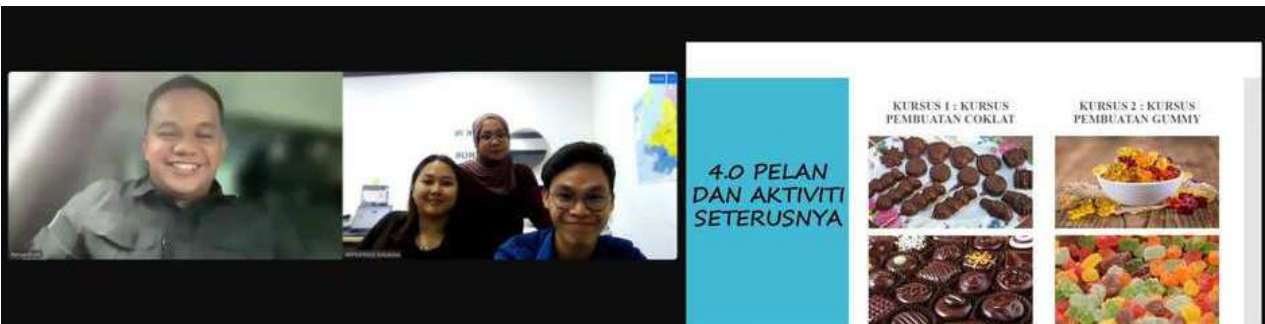 4.0 PELAN
DAN AKTIVITI
SETERUSNYA
KURSUS 1 : KURSUS
PEMBUATAN COKLAT
KURSUS 2 : KURSUS
PEMBUATAN GUMMY